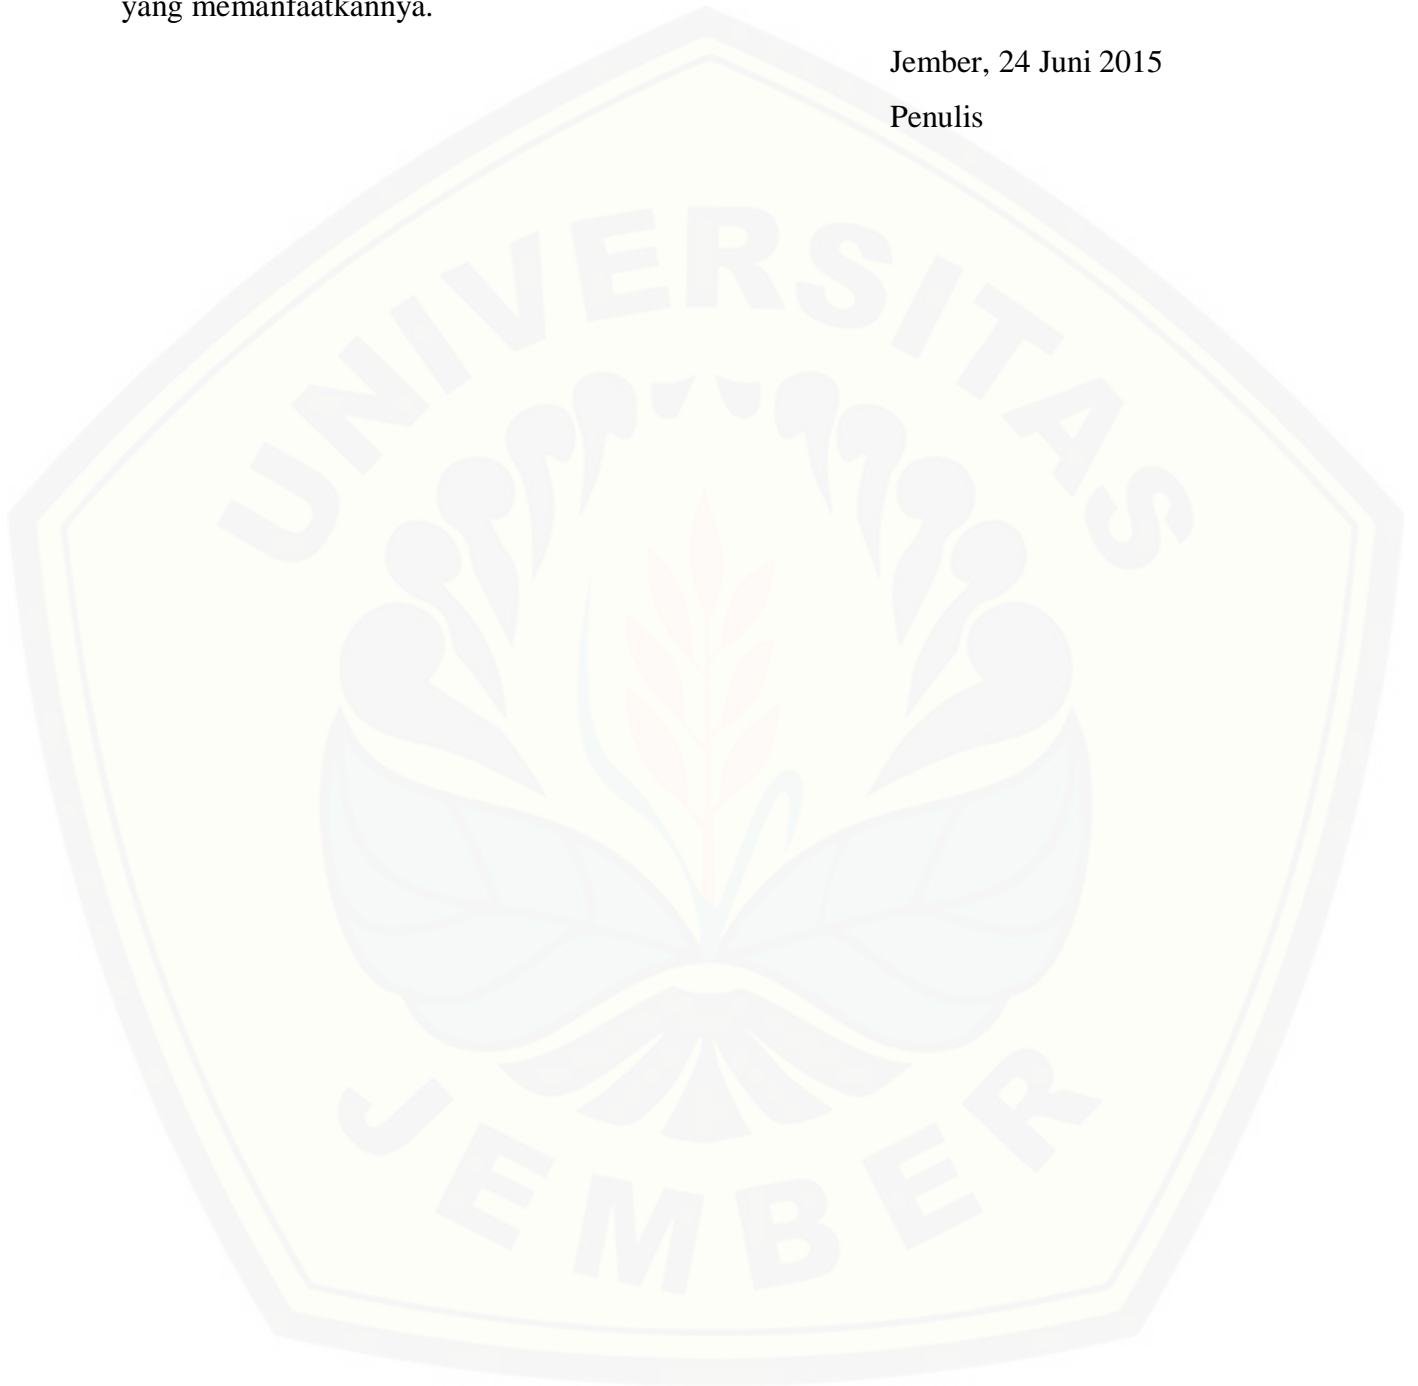 yang memanfaatkannya.
Jember, 24 Juni 2015
Penulis
UNIVERSITAS
JEMBER